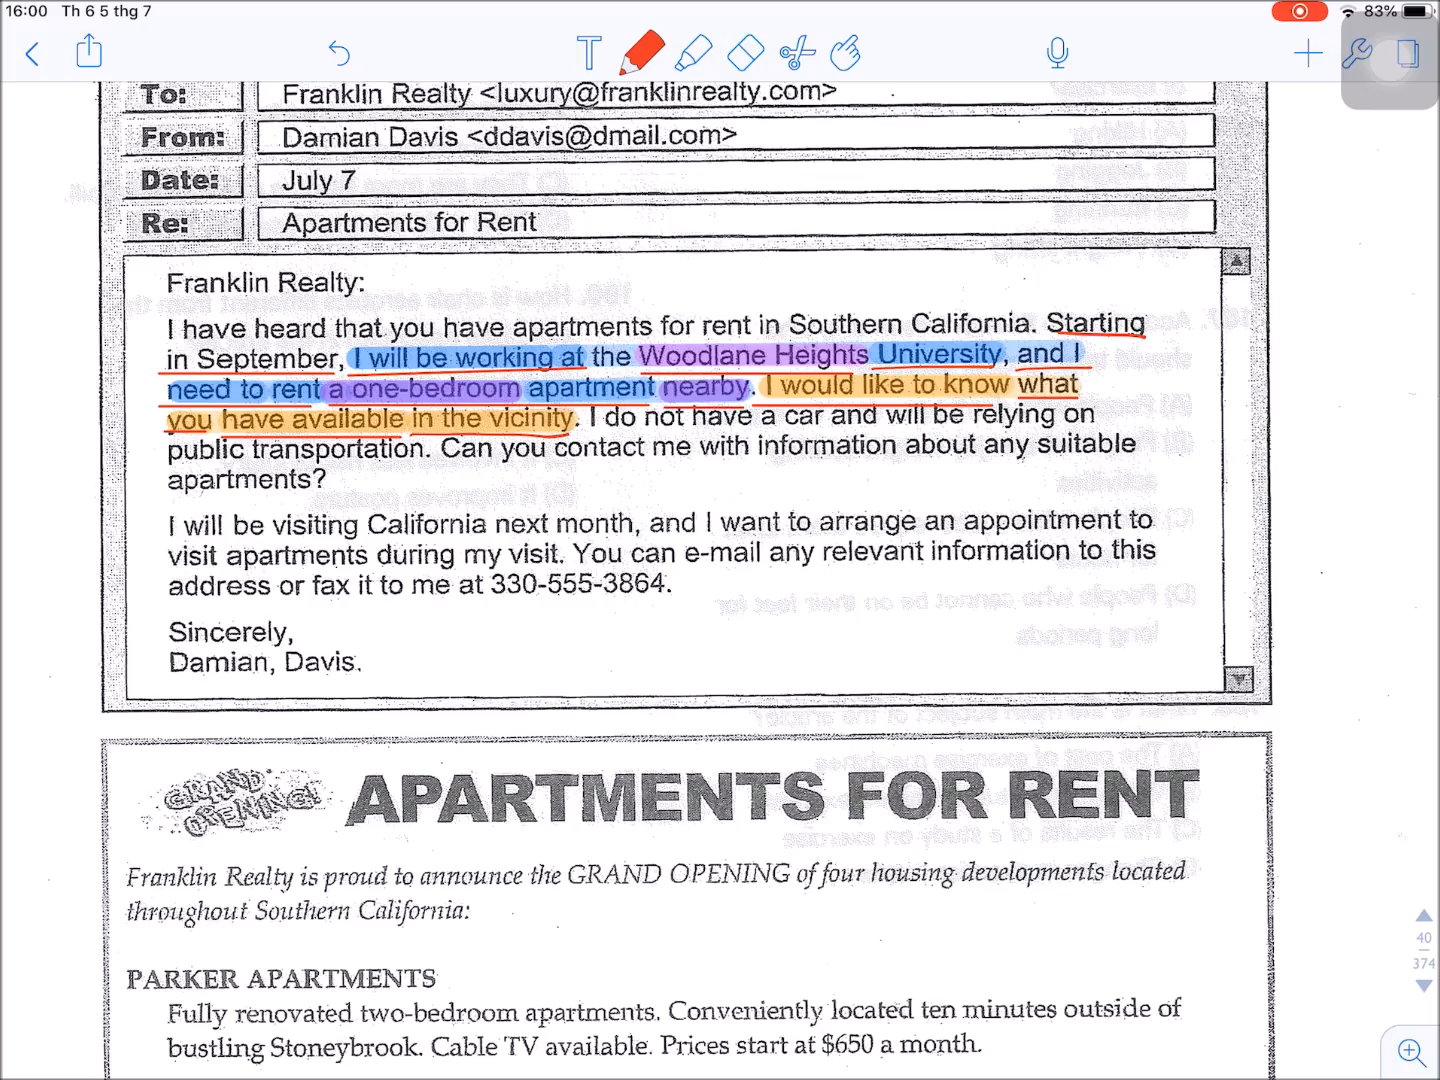 16:00 Th 6 5 thg 7
83%
To: Franklin Realty <luxury@franklinrealty.com>
From: Damian Davis <ddavis@dmail.com>
Date: July 7
Re: Apartments for Rent
Franklin Realty:
I have heard that you have apartments for rent in Southern California. Starting
in September, I will be working at the Woodlane Heights University, and I
need to rent a one-bedroom apartment nearby. I would like to know what
you have available in the vicinity. I do not have a car and will be relying on
public transportation. Can you contact me with information about any suitable
apartments?
I will be visiting California next month, and I want to arrange an appointment to
visit apartments during my visit. You can e-mail any relevant information to this
address or fax it to me at 330-555-3864.
Sincerely,
Damian, Davis.
GRAND OPENING!
APARTMENTS FOR RENT
Franklin Realty is proud to announce the GRAND OPENING of four housing developments located
throughout Southern California:
PARKER APARTMENTS
Fully renovated two-bedroom apartments. Conveniently located ten minutes outside of
bustling Stoneybrook. Cable TV available. Prices start at $650 a month.
40
374